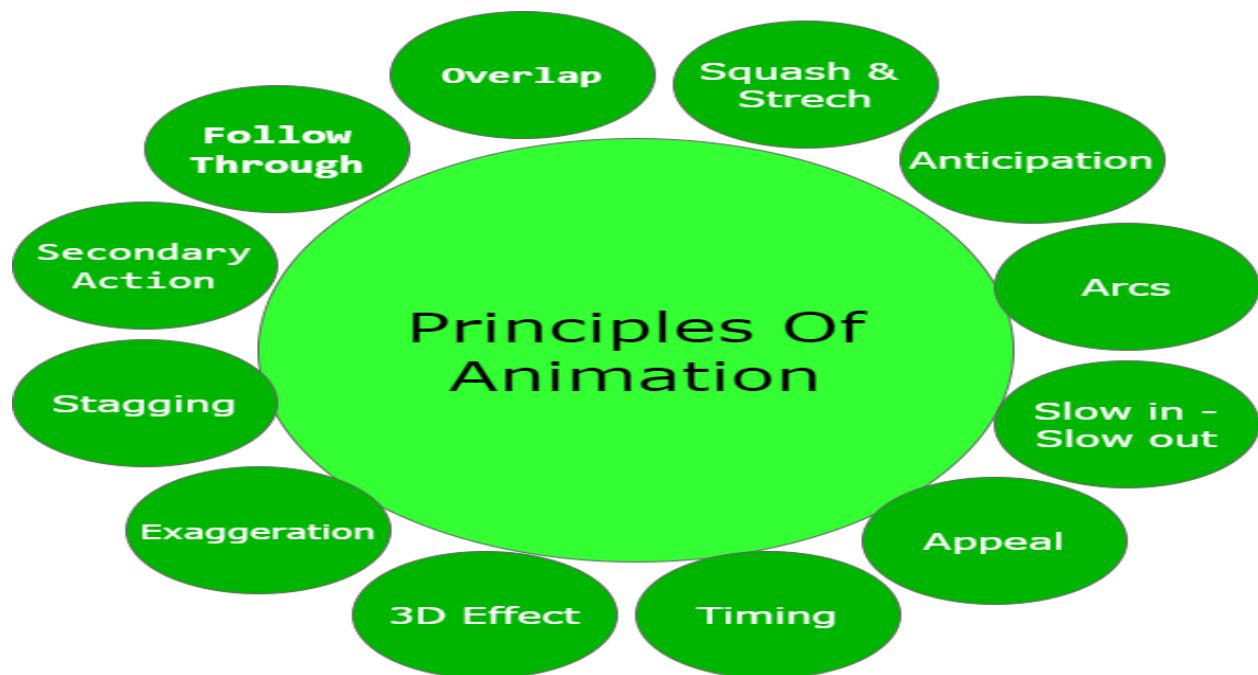 Overlap
Squash &
Strech
Follow
Through
Anticipation
Secondary
Action
Arcs
Principles Of
Animation
Stagging
Slow in -
Slow out
Exaggeration
Appeal
3D Effect
Timing